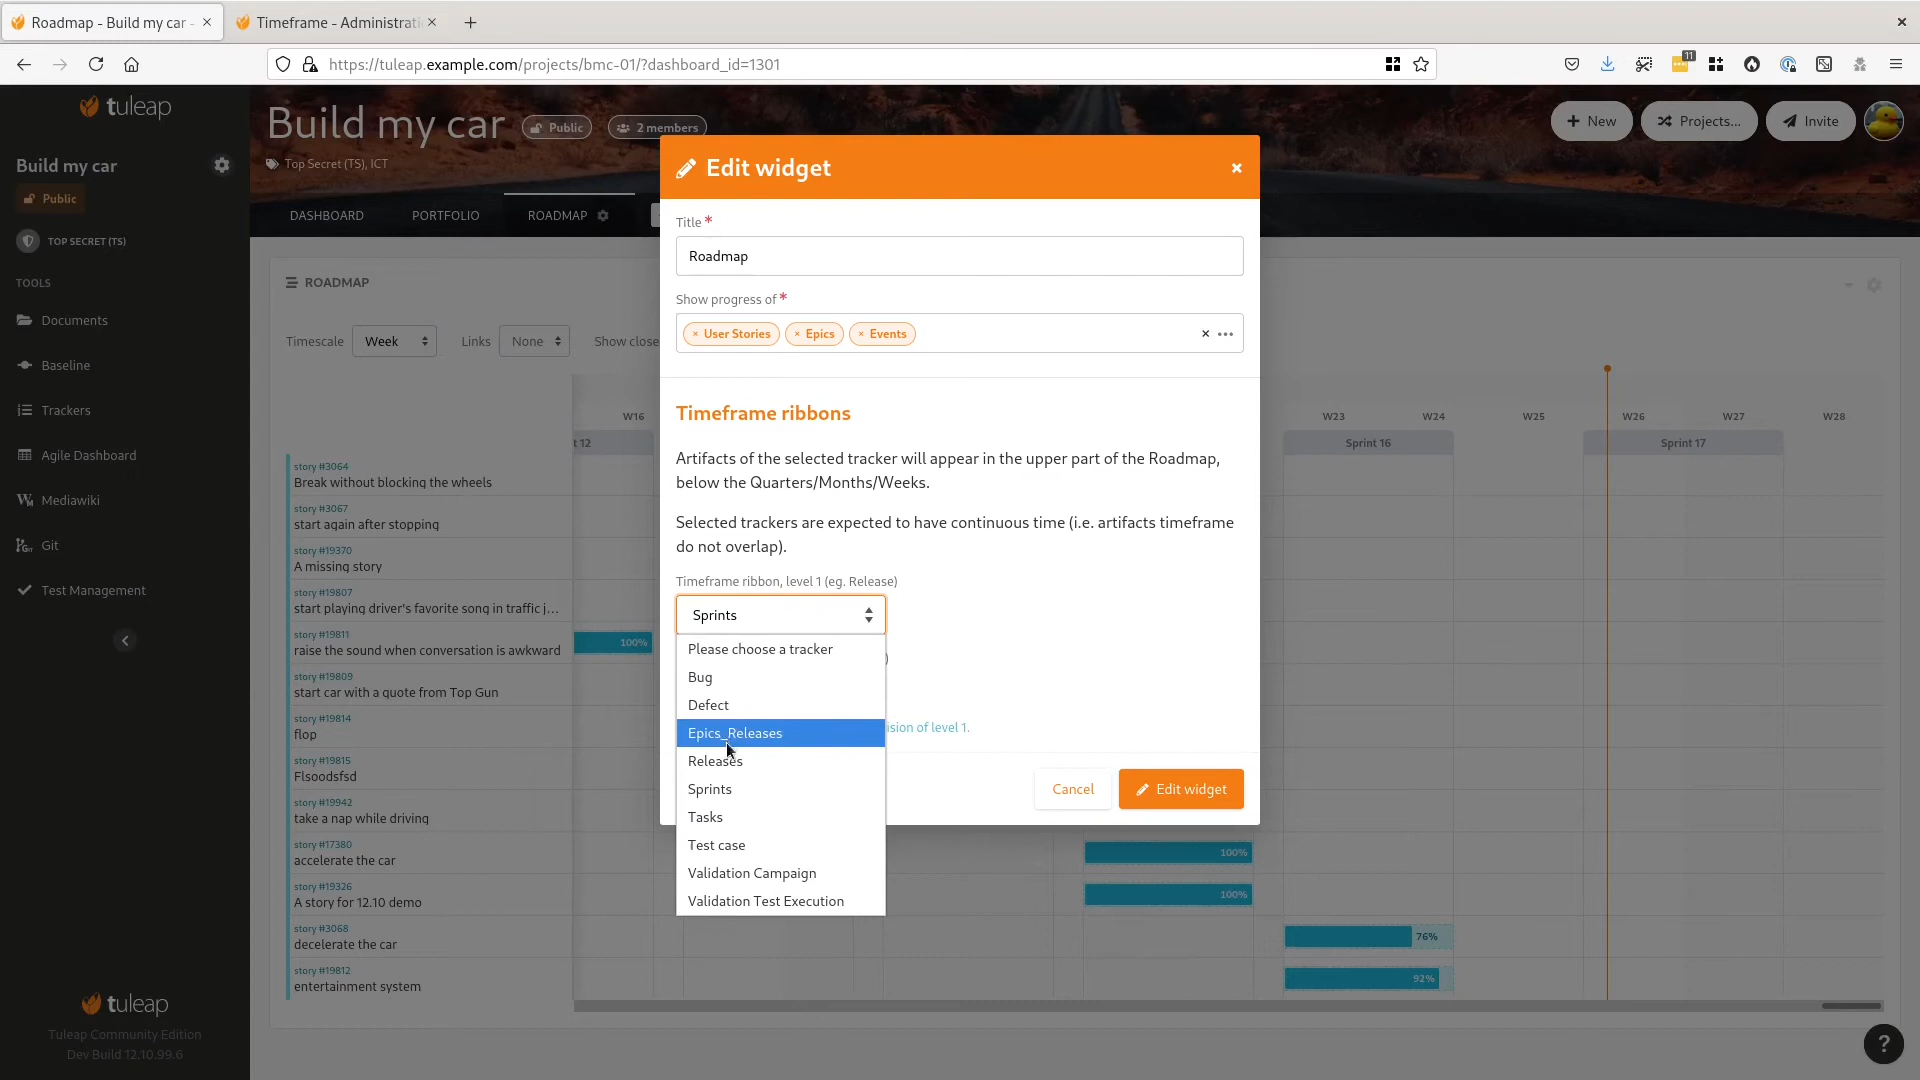 Roadmap - Build my car -
Timeframe - Administrati
https://tuleap.example.com/projects/bmc-01/?dashboard_id=1301
11
tuleap
Build my car
Public
2 members
New
Projects...
Invite
Top Secret (TS), ICT
Build my car
Public
TOP SECRET (TS)
TOOLS
Documents
Baseline
Trackers
Agile Dashboard
Mediawiki
Git
Test Management
tuleap
Tuleap Community Edition
Dev Build 12.10.99.6
DASHBOARD
PORTFOLIO
ROADMAP
ROADMAP
Timescale
Week
Links
None
Show close
W16
W23
W24
W25
W26
W27
W28
t 12
Sprint 16
Sprint 17
story #3064
Break without blocking the wheels
story #3067
start again after stopping
story #19370
A missing story
story #19807
start playing driver's favorite song in traffic j...
story #19811
raise the sound when conversation is awkward
100%
story #19809
start car with a quote from Top Gun
story #19814
flop
story #19815
Flsoodsfsd
story #19942
take a nap while driving
story #17380
accelerate the car
100%
story #19326
A story for 12.10 demo
100%
story #3068
decelerate the car
76%
story #19812
entertainment system
92%
Edit widget
Title *
Roadmap
Show progress of *
× User Stories
× Epics
× Events
Timeframe ribbons
Artifacts of the selected tracker will appear in the upper part of the Roadmap,
below the Quarters/Months/Weeks.
Selected trackers are expected to have continuous time (i.e. artifacts timeframe
do not overlap).
Timeframe ribbon, level 1 (eg. Release)
Sprints
Please choose a tracker
)
Bug
Defect
ision of level 1.
Epics_Releases
Releases
Sprints
Tasks
Test case
Validation Campaign
Validation Test Execution
Cancel
Edit widget
?